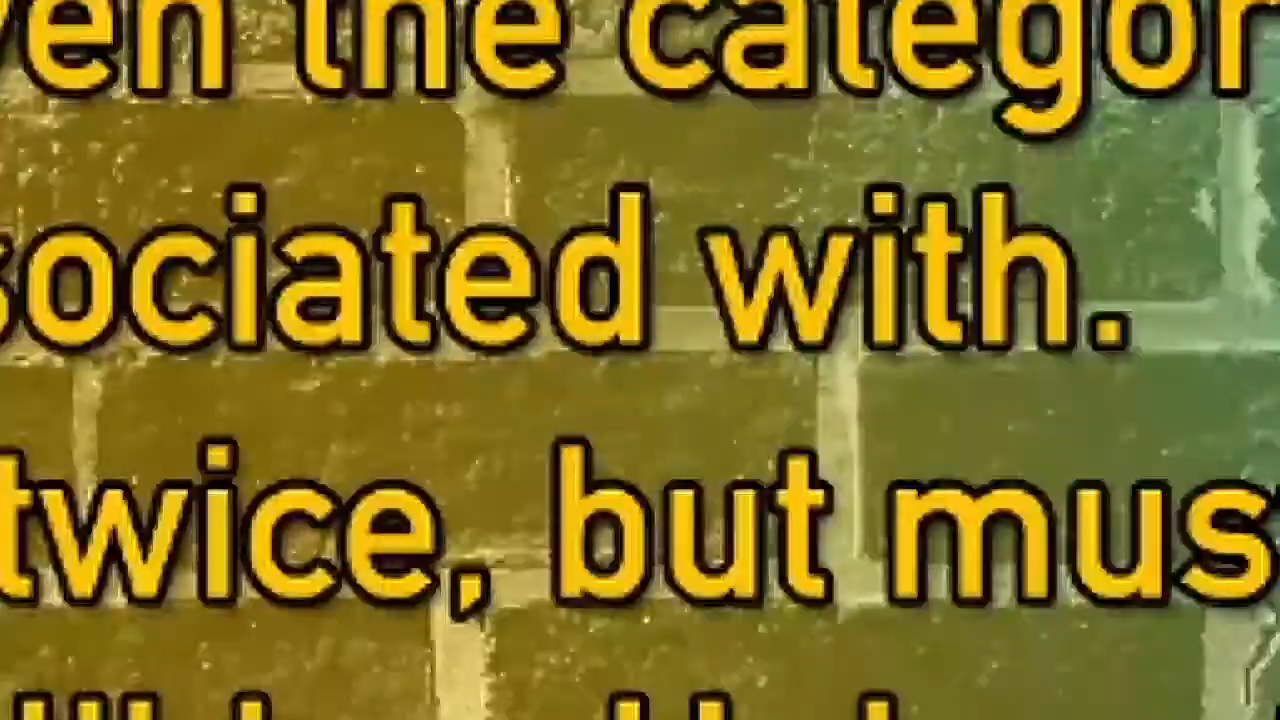 ven the categor
sociated with.
twice, but mus